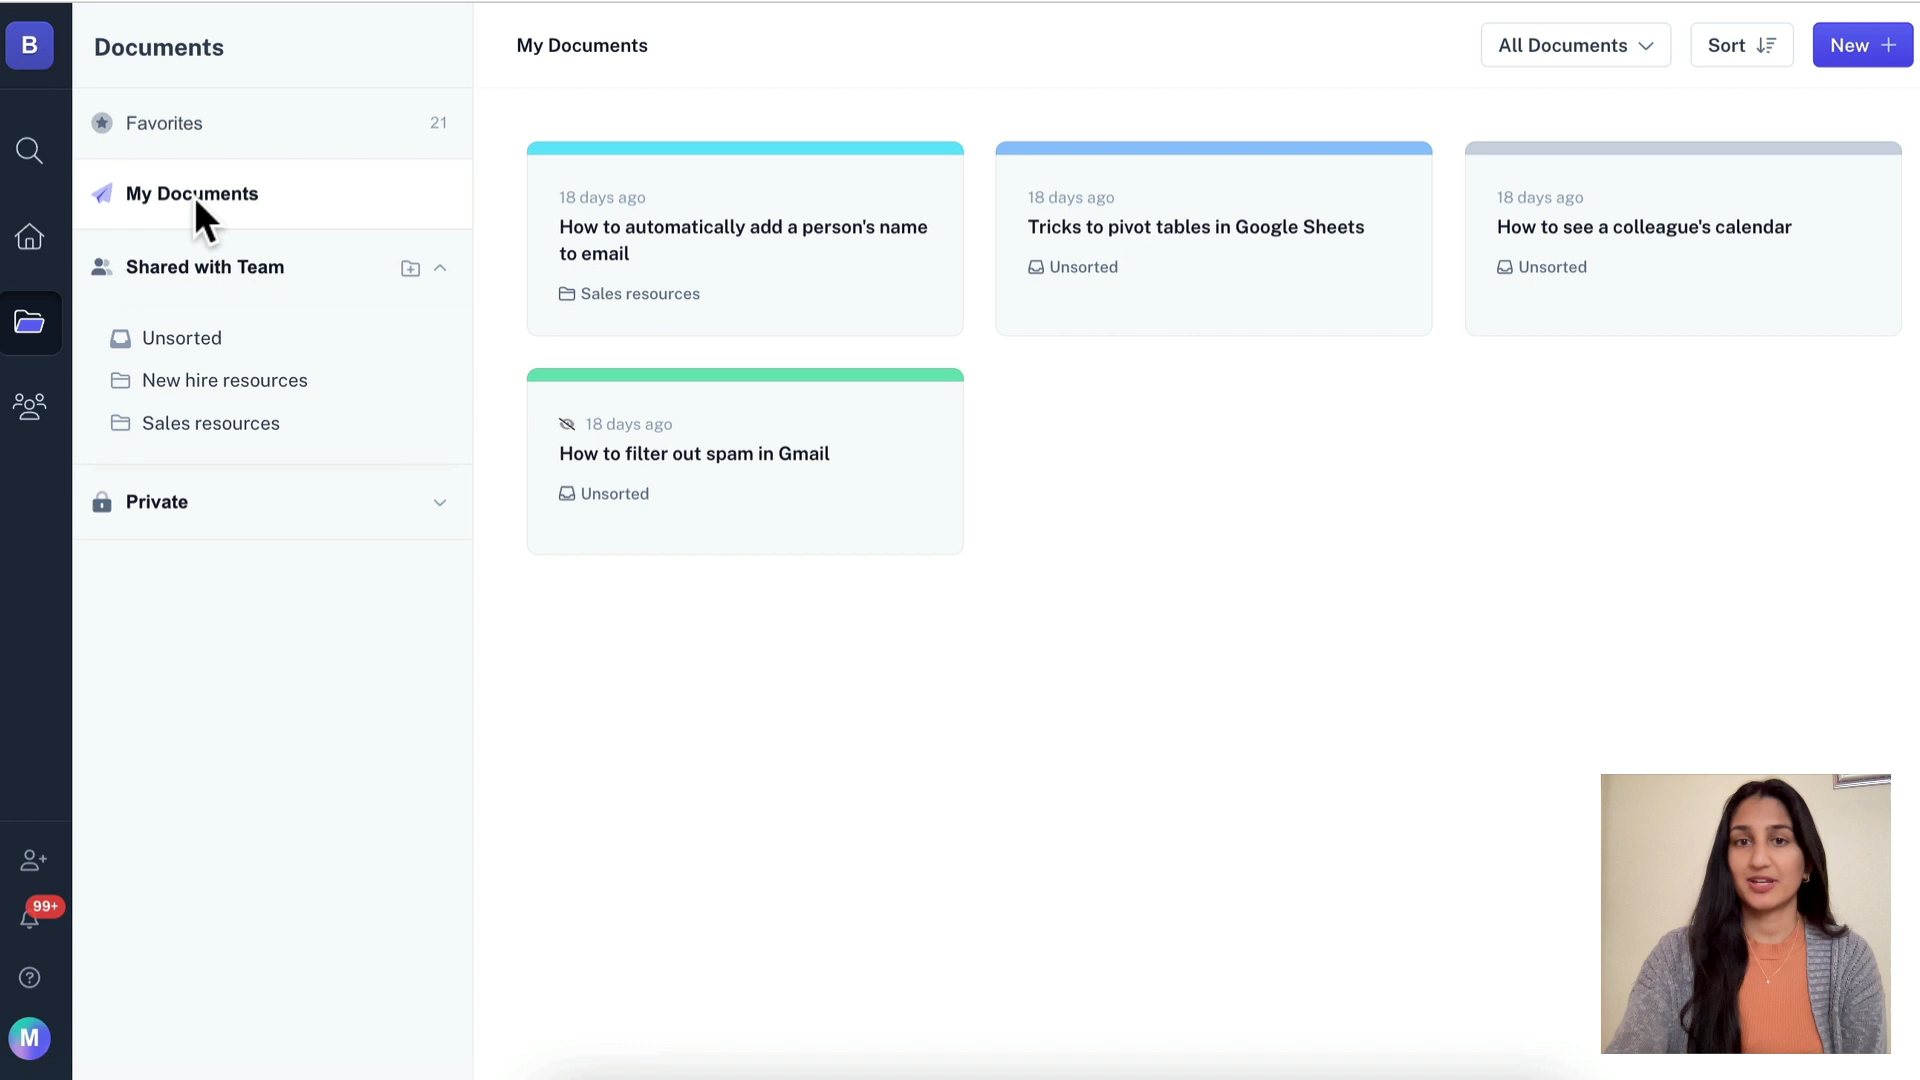 B
Documents
My Documents
All Documents
Sort
New
Favorites
21
My Documents
Shared with Team
Unsorted
New hire resources
Sales resources
Private
18 days ago
How to automatically add a person's name
to email
Sales resources
18 days ago
Tricks to pivot tables in Google Sheets
Unsorted
18 days ago
How to see a colleague's calendar
Unsorted
18 days ago
How to filter out spam in Gmail
Unsorted
99+
M